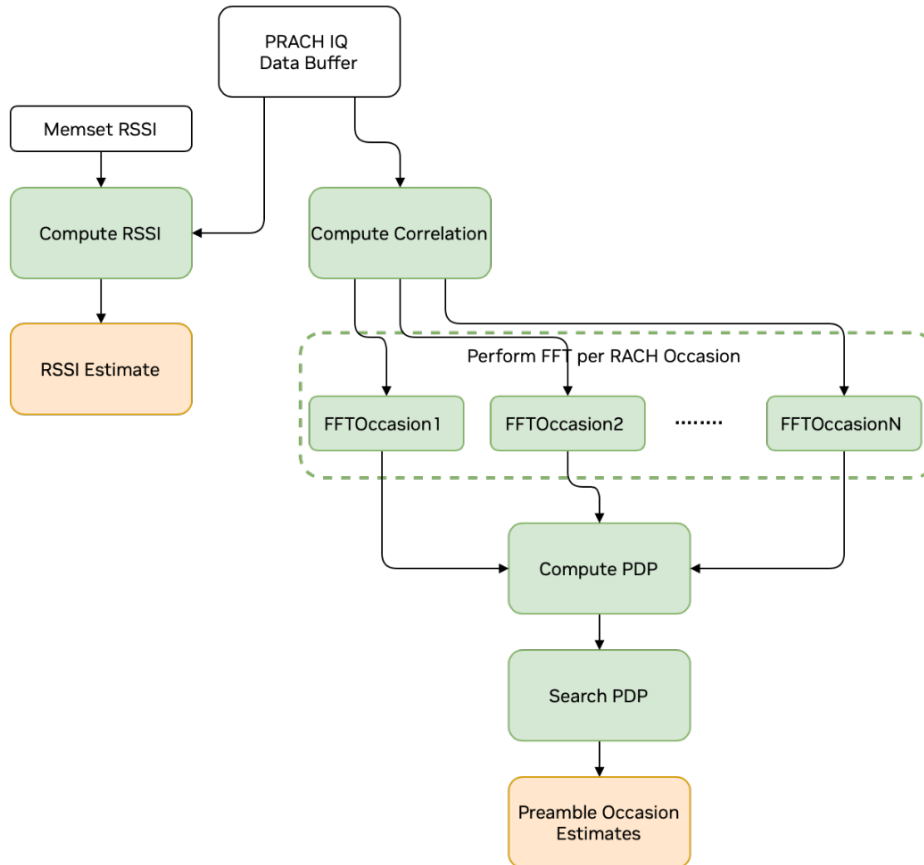 PRACH IQ
Data Buffer
Memset RSSI
Compute RSSI
Compute Correlation
RSSI Estimate
Perform FFT per RACH Occasion
FFTOccasion1
FFTOccasion2
........
FFTOccasionN
Compute PDP
Search PDP
Preamble Occasion
Estimates